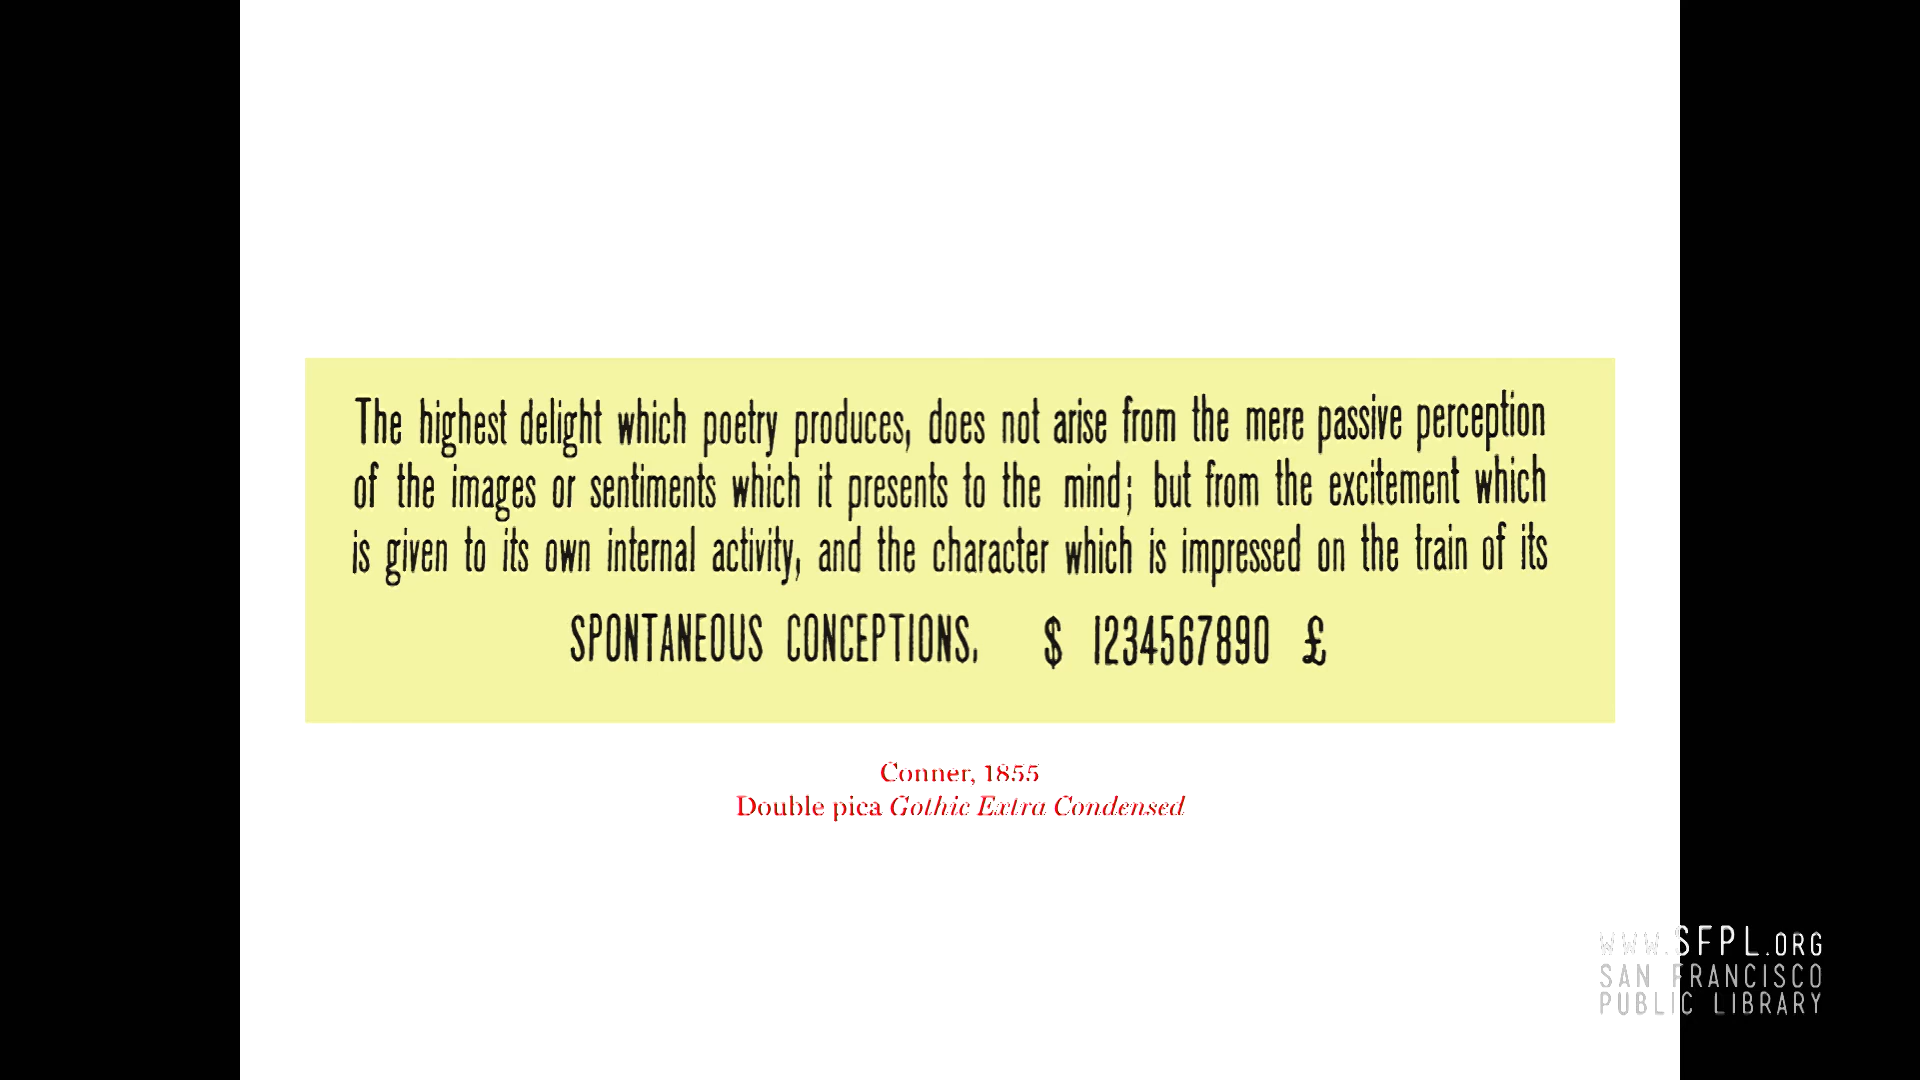 The highest delight which poetry produces, does not arise from the mere passive perception
of the images or sentiments which it presents to the mind; but from the excitement which
is given to its own internal activity, and the character which is impressed on the train of its
SPONTANEOUS CONCEPTIONS. $ 1234567890 £
Conner, 1855
Double pica Gothic Extra Condensed
WWW.SFPL.ORG
SAN FRANCISCO
PUBLIC LIBRARY